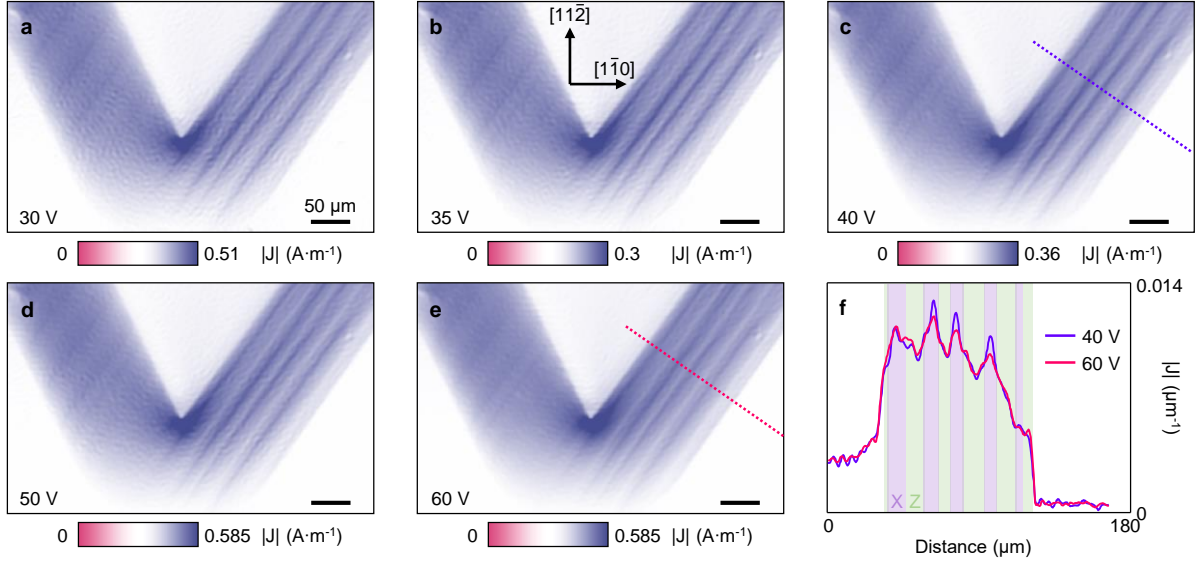 a
30 V
50 µm
0
0.51
|J| (A·m⁻¹)
b
[112̄]
[11̄0]
35 V
0
0.3
|J| (A·m⁻¹)
c
40 V
0
0.36
|J| (A·m⁻¹)
d
50 V
0
0.585
|J| (A·m⁻¹)
e
60 V
0
0.585
|J| (A·m⁻¹)
f
40 V
60 V
X Z
0.014
|J| (µm⁻¹)
0
0
180
Distance (µm)